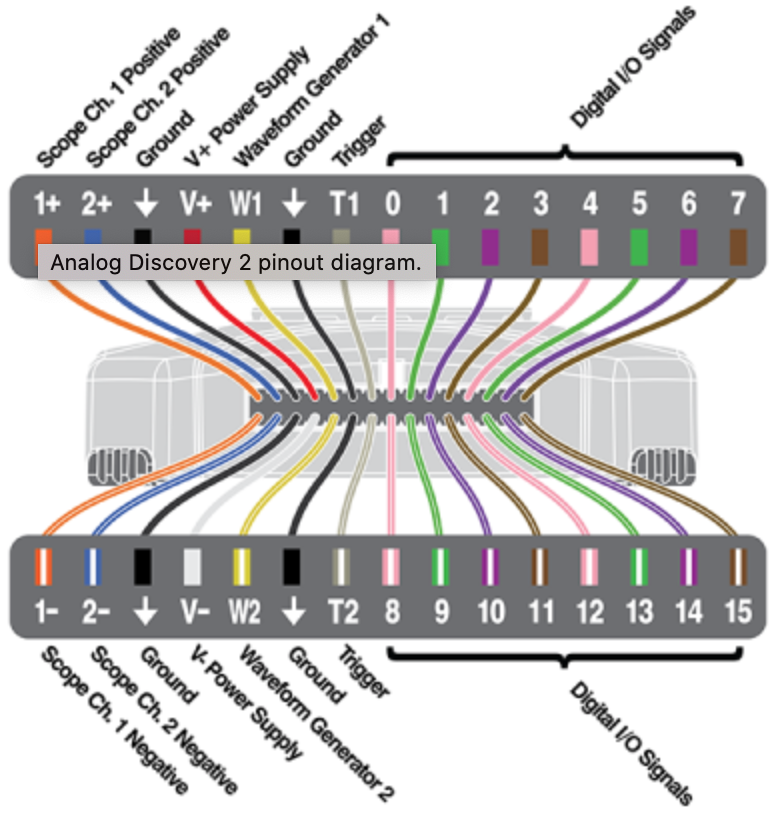 Scope Ch. 1 Positive
Scope Ch. 2 Positive
Ground
V+ Power Supply
Waveform Generator 1
Ground
Trigger
Digital I/O Signals
1+ 2+ ↓ V+ W1 ↓ T1 0 1 2 3 4 5 6 7
Analog Discovery 2 pinout diagram.
1− 2− ↓ V− W2 ↓ T2 8 9 10 11 12 13 14 15
Scope Ch. 1 Negative
Scope Ch. 2 Negative
Ground
V- Power Supply
Waveform Generator 2
Ground
Trigger
Digital I/O Signals